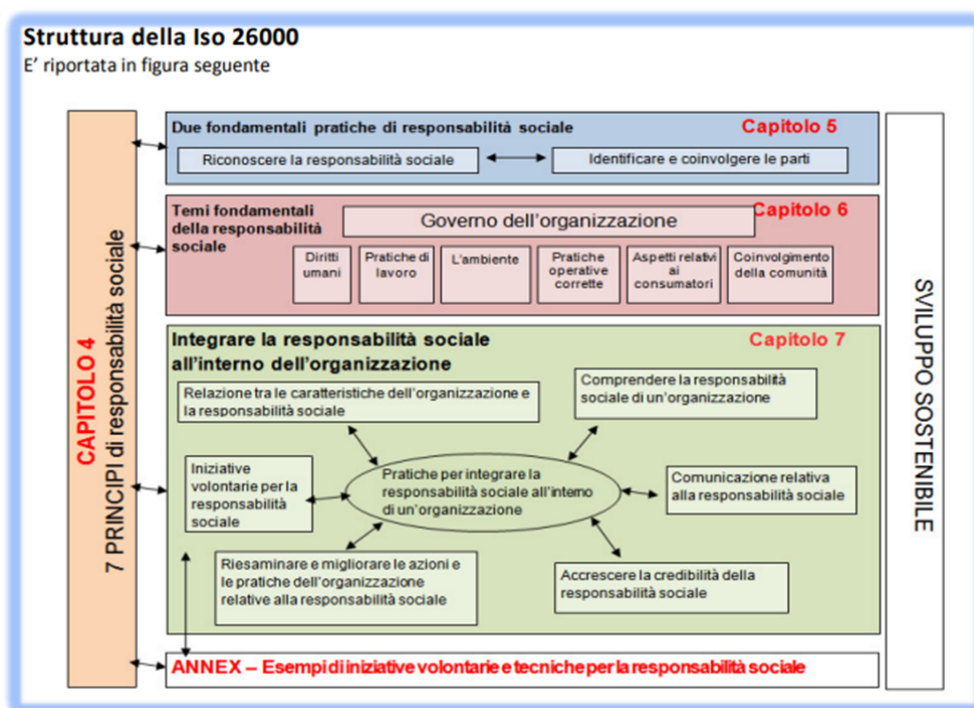 Struttura della Iso 26000
E' riportata in figura seguente
CAPITOLO 4
7 PRINCIPI di responsabilità sociale
Due fondamentali pratiche di responsabilità sociale
Capitolo 5
Riconoscere la responsabilità sociale
Identificare e coinvolgere le parti
Temi fondamentali
della responsabilità
sociale
Capitolo 6
Governo dell'organizzazione
Diritti
umani
Pratiche di
lavoro
L'ambiente
Pratiche
operative
corrette
Aspetti relativi
ai
consumatori
Coinvolgimento
della comunità
Integrare la responsabilità sociale
all'interno dell'organizzazione
Capitolo 7
Relazione tra le caratteristiche dell'organizzazione e
la responsabilità sociale
Comprendere la responsabilità
sociale di un'organizzazione
Iniziative
volontarie per la
responsabilità
sociale
Pratiche per integrare la
responsabilità sociale all'interno
di un'organizzazione
Comunicazione relativa
alla responsabilità sociale
Riesaminare e migliorare le azioni e
le pratiche dell'organizzazione
relative alla responsabilità sociale
Accrescere la credibilità della
responsabilità sociale
ANNEX – Esempi di iniziative volontarie e tecniche per la responsabilità sociale
SVILUPPO SOSTENIBILE